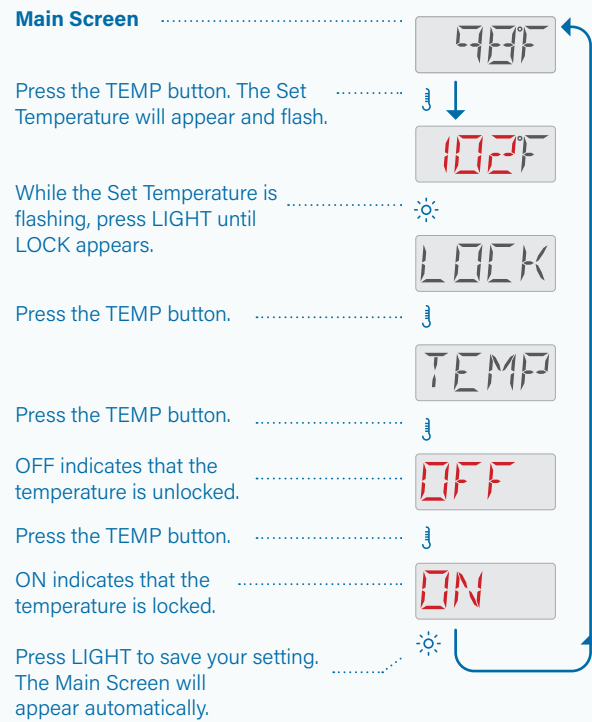 Main Screen
98°F
Press the TEMP button. The Set
Temperature will appear and flash.
102°F
While the Set Temperature is
flashing, press LIGHT until
LOCK appears.
LOCK
Press the TEMP button.
TEMP
Press the TEMP button.
OFF indicates that the
temperature is unlocked.
OFF
Press the TEMP button.
ON indicates that the
temperature is locked.
ON
Press LIGHT to save your setting.
The Main Screen will
appear automatically.